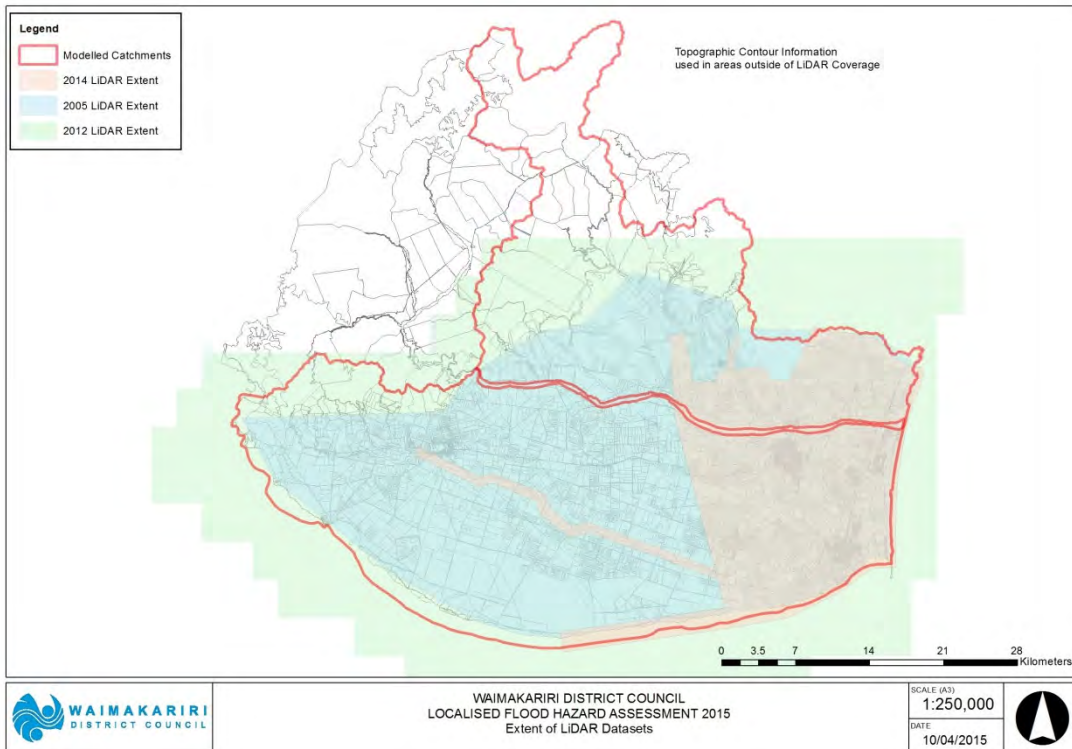 Legend
Modelled Catchments
2014 LiDAR Extent
2005 LiDAR Extent
2012 LiDAR Extent
Topographic Contour Information
used in areas outside of LiDAR Coverage
0 3.5 7 14 21 28
Kilometers
WAIMAKARIRI
DISTRICT COUNCIL
WAIMAKARIRI DISTRICT COUNCIL
LOCALISED FLOOD HAZARD ASSESSMENT 2015
Extent of LiDAR Datasets
SCALE (A3)
1:250,000
DATE
10/04/2015